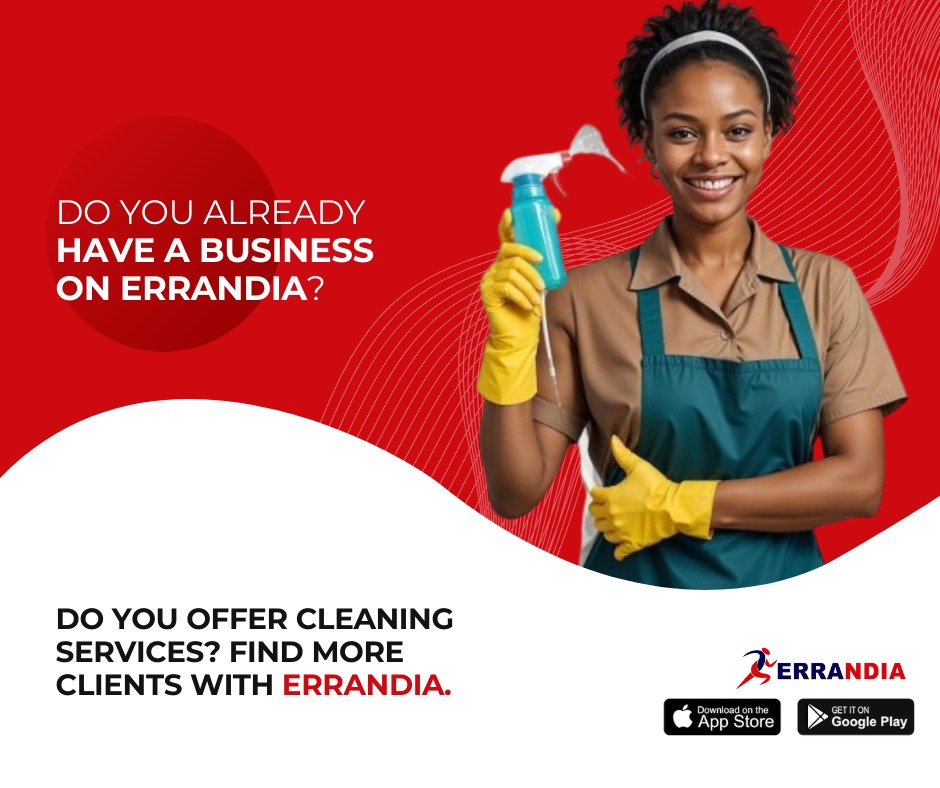 DO YOU ALREADY
HAVE A BUSINESS
ON ERRANDIA?
DO YOU OFFER CLEANING
SERVICES? FIND MORE
CLIENTS WITH ERRANDIA.
ERRANDIA
Download on the
App Store
GET IT ON
Google Play